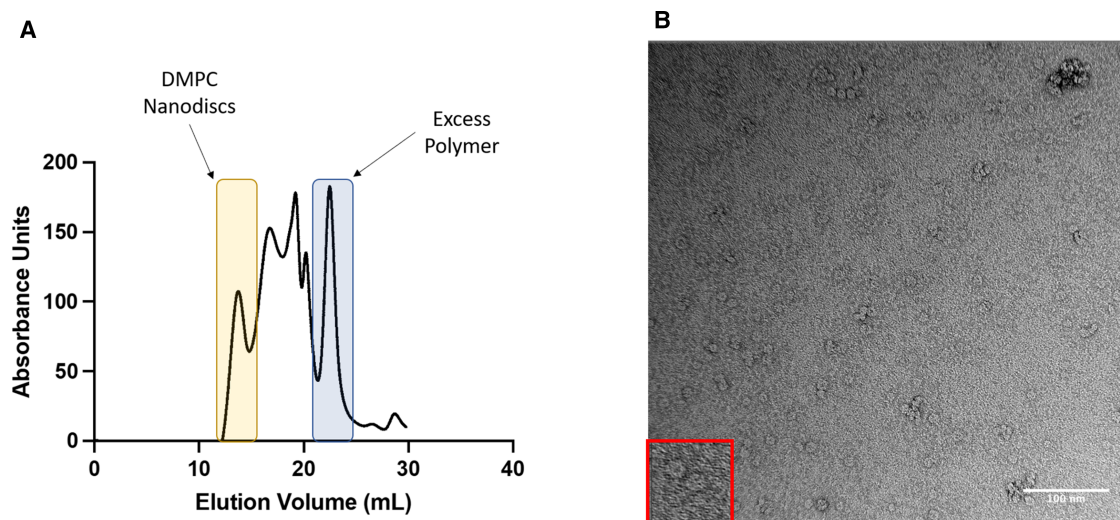 A
DMPC
Nanodiscs
Excess
Polymer
200
150
100
50
0
0
10
20
30
40
Absorbance Units
Elution Volume (mL)
B
100 nm